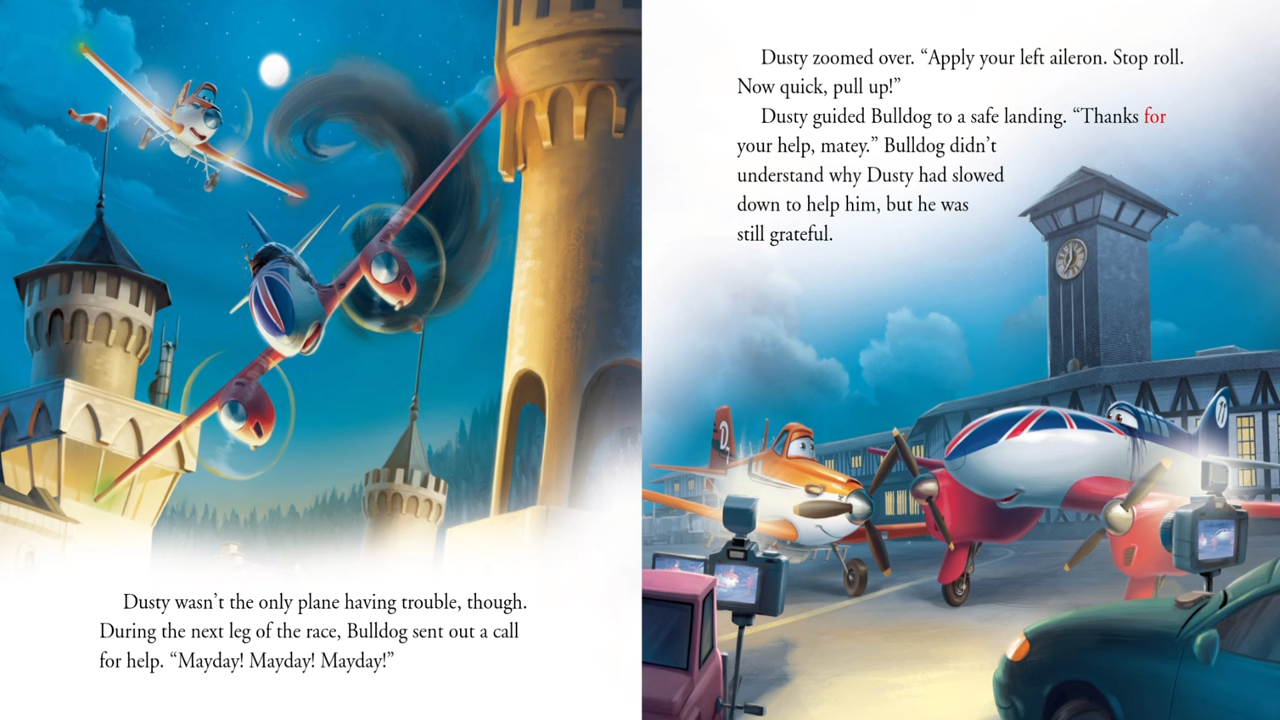 Dusty wasn’t the only plane having trouble, though.
During the next leg of the race, Bulldog sent out a call
for help. “Mayday! Mayday! Mayday!”
Dusty zoomed over. “Apply your left aileron. Stop roll.
Now quick, pull up!”
Dusty guided Bulldog to a safe landing. “Thanks for
your help, matey.” Bulldog didn’t
understand why Dusty had slowed
down to help him, but he was
still grateful.